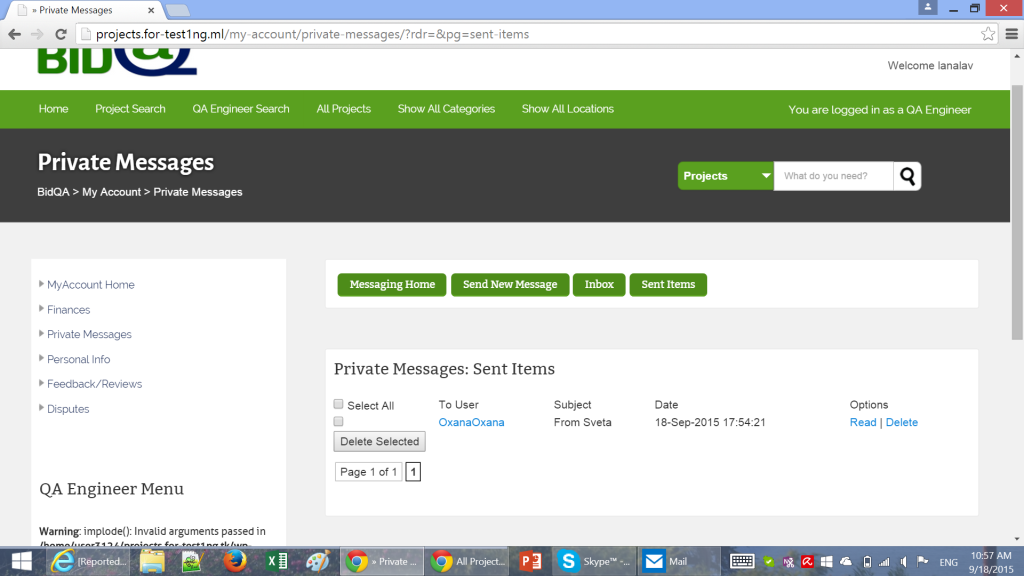 » Private Messages
projects.for-test1ng.ml/my-account/private-messages/?rdr=&pg=sent-items
BIDQ
Welcome lanalav
Home Project Search QA Engineer Search All Projects Show All Categories Show All Locations You are logged in as a QA Engineer
Private Messages
BidQA > My Account > Private Messages
Projects What do you need?
MyAccount Home
Finances
Private Messages
Personal Info
Feedback/Reviews
Disputes
Messaging Home Send New Message Inbox Sent Items
Private Messages: Sent Items
Select All To User Subject Date Options
OxanaOxana From Sveta 18-Sep-2015 17:54:21 Read | Delete
Delete Selected
Page 1 of 1 1
QA Engineer Menu
Warning: implode(): Invalid arguments passed in
/home/user3124/projects.for-test1ng.tk/wp-
[Reported... » Private ... All Project... Skype™ -... Mail ENG 10:57 AM
9/18/2015